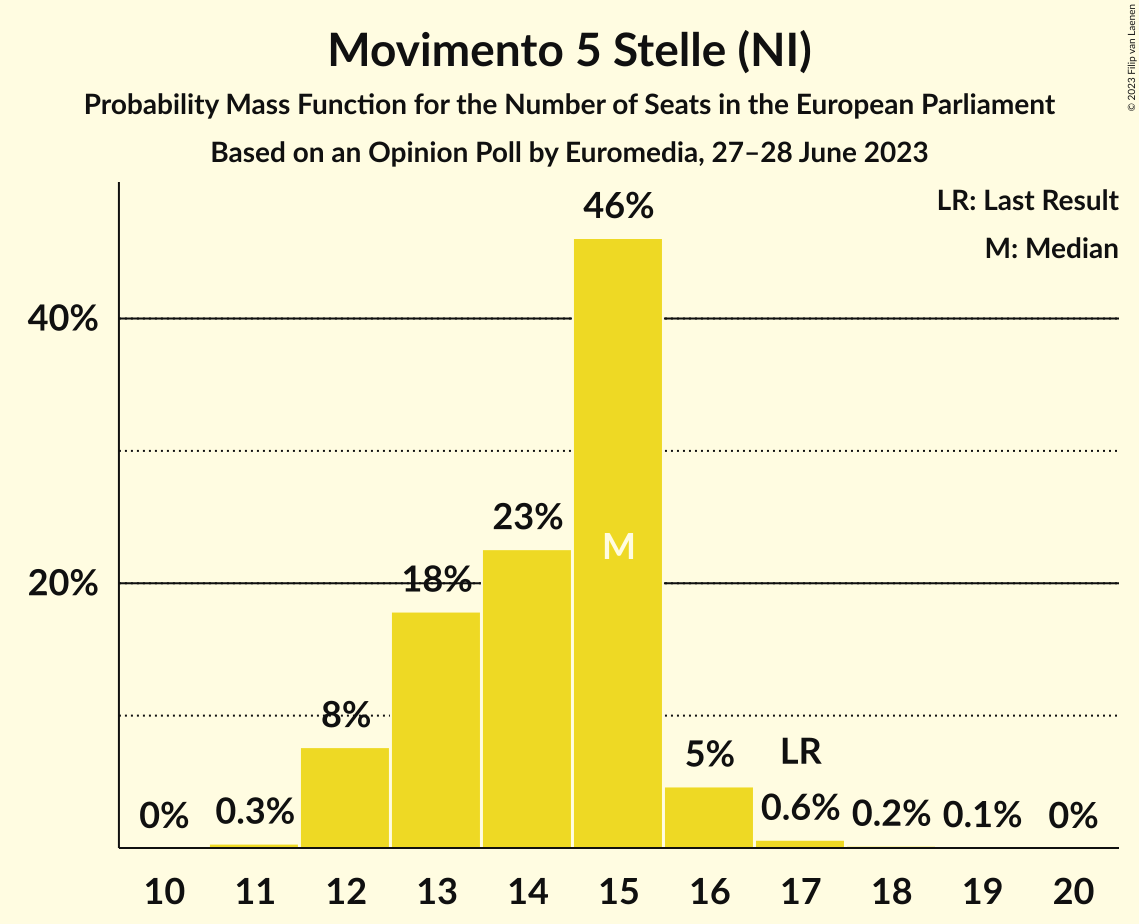 Movimento 5 Stelle (NI)
Probability Mass Function for the Number of Seats in the European Parliament
Based on an Opinion Poll by Euromedia, 27–28 June 2023
© 2023 Filip van Laenen
LR: Last Result
M: Median
46%
40%
23%
M
20%
18%
8%
5%
LR
0%
0.3%
0.6%
0.2%
0.1%
0%
10 11 12 13 14 15 16 17 18 19 20